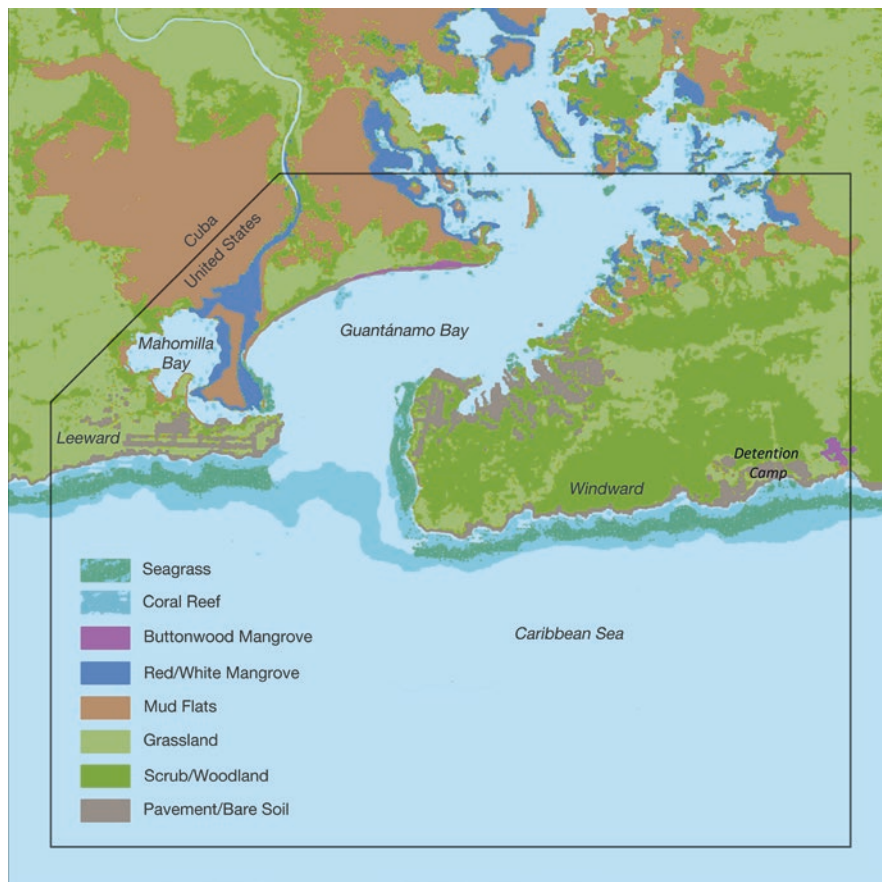 Cuba
United States
Guantánamo Bay
Mahomilla
Bay
Leeward
Detention
Camp
Windward
Seagrass
Coral Reef
Caribbean Sea
Buttonwood Mangrove
Red/White Mangrove
Mud Flats
Grassland
Scrub/Woodland
Pavement/Bare Soil